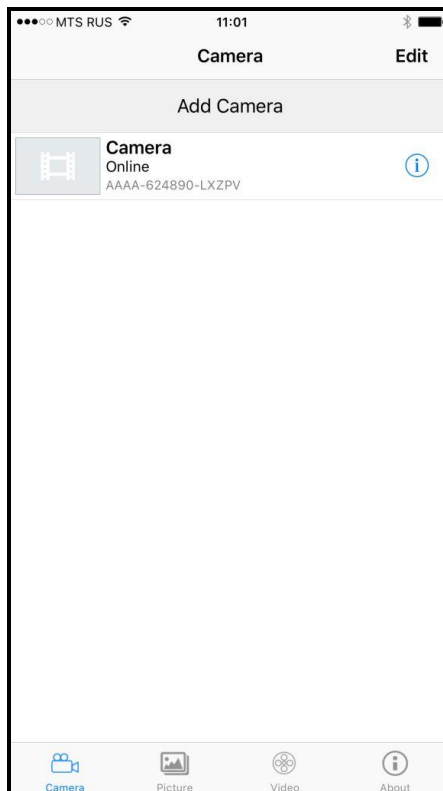 MTS RUS 11:01
Camera Edit
Add Camera
Camera
Online
AAAA-624890-LXZPV
Camera Picture Video About